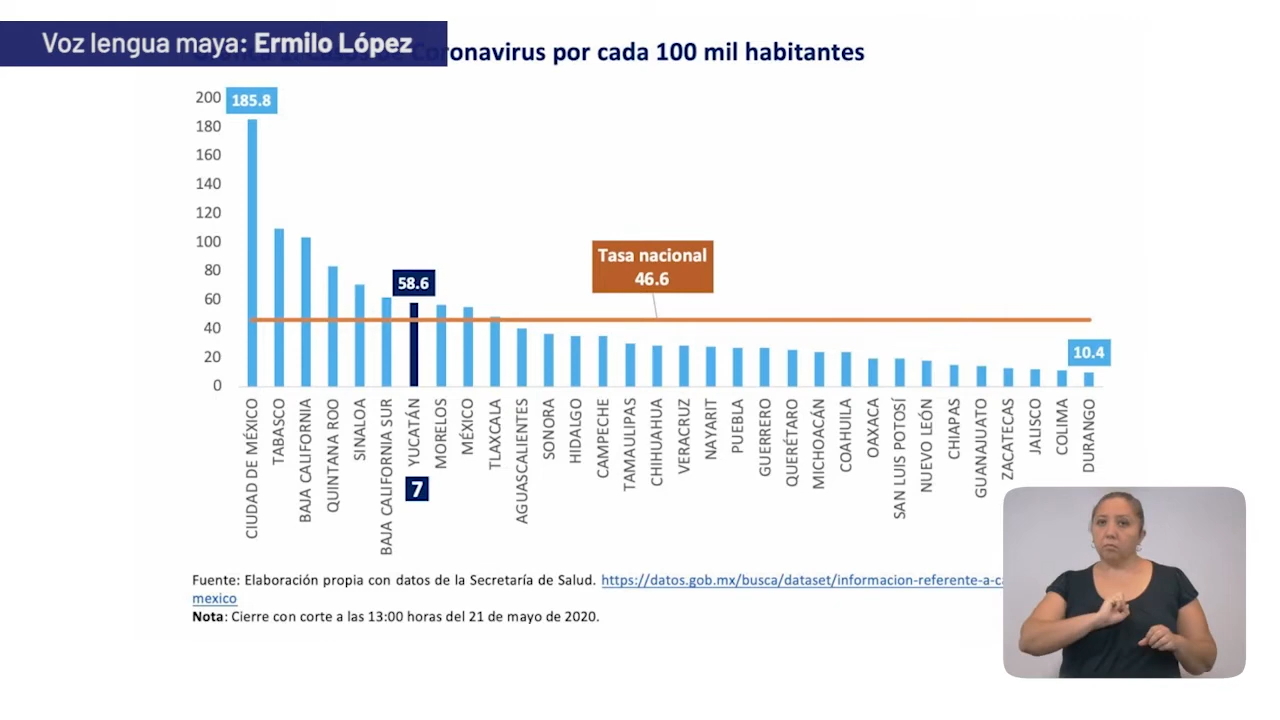 Voz lengua maya: Ermilo López
Coronavirus por cada 100 mil habitantes
200
180
160
140
120
100
80
60
40
20
0
185.8
58.6
Tasa nacional
46.6
10.4
CIUDAD DE MÉXICO
TABASCO
BAJA CALIFORNIA
QUINTANA ROO
SINALOA
BAJA CALIFORNIA SUR
YUCATÁN
MORELOS
MÉXICO
TLAXCALA
AGUASCALIENTES
SONORA
HIDALGO
CAMPECHE
TAMAULIPAS
CHIHUAHUA
VERACRUZ
NAYARIT
PUEBLA
GUERRERO
QUERÉTARO
MICHOACÁN
COAHUILA
OAXACA
SAN LUIS POTOSÍ
NUEVO LEÓN
CHIAPAS
GUANAJUATO
ZACATECAS
JALISCO
COLIMA
DURANGO
7
Fuente: Elaboración propia con datos de la Secretaría de Salud. https://datos.gob.mx/busca/dataset/informacion-referente-a-c
mexico
Nota: Cierre con corte a las 13:00 horas del 21 de mayo de 2020.